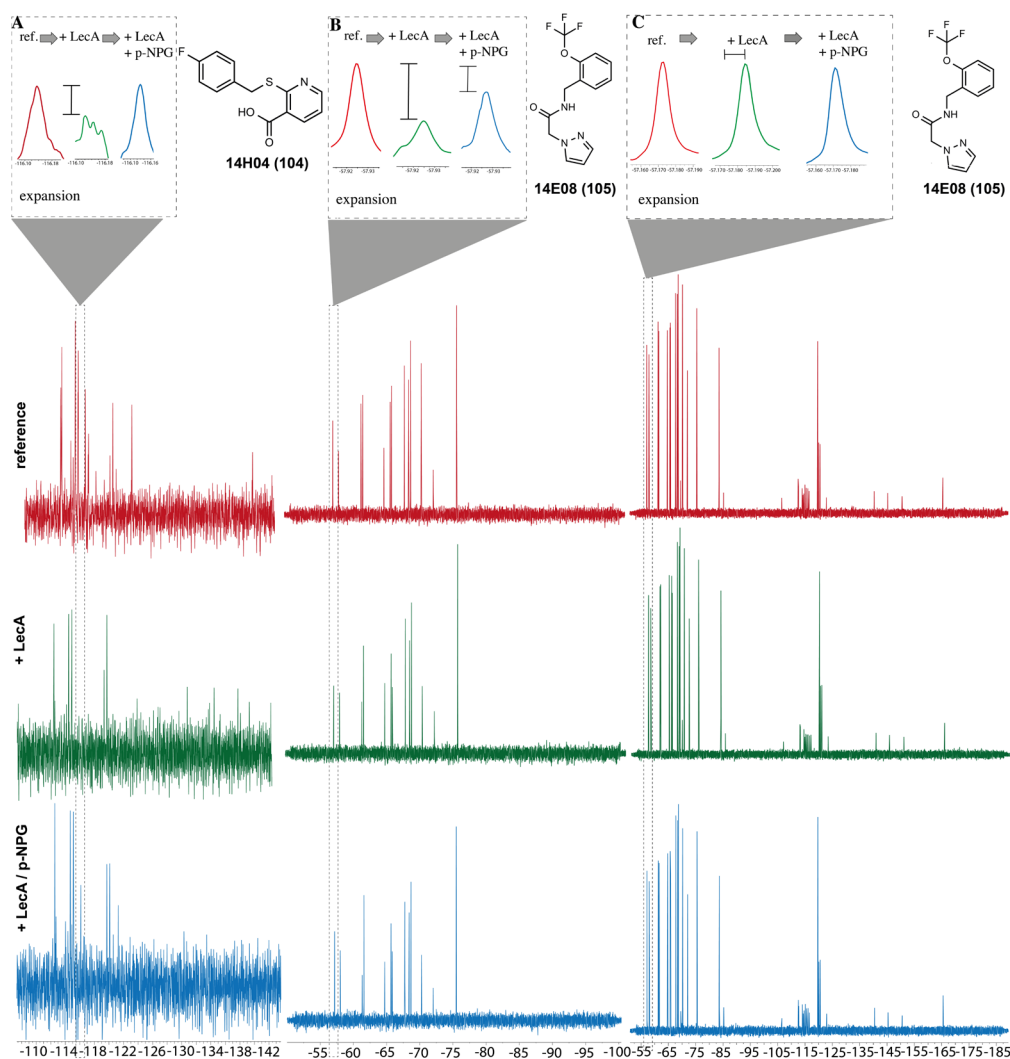 A
ref. + LecA + LecA
+ p-NPG
-116.10 -116.16
-116.10 -116.18
-116.10 -116.16
expansion
F
S
N
HO
O
14H04 (104)
B
ref. + LecA + LecA
+ p-NPG
-57.92 -57.93
-57.92 -57.93
-57.92 -57.93
expansion
F
F F
O
O NH
N
N
14E08 (105)
C
ref. + LecA + LecA
+ p-NPG
-57.160 -57.170 -57.180 -57.190
-57.170 -57.180 -57.190 -57.200
-57.160 -57.170 -57.180
expansion
F
F F
O
O NH
N
N
14E08 (105)
reference
+ LecA
+ LecA / p-NPG
-110 -114 -118 -122 -126 -130 -134 -138 -142
-55 -60 -65 -70 -75 -80 -85 -90 -95 -100
-55 -65 -75 -85 -95 -105 -115 -125 -135 -145 -155 -165 -175 -185